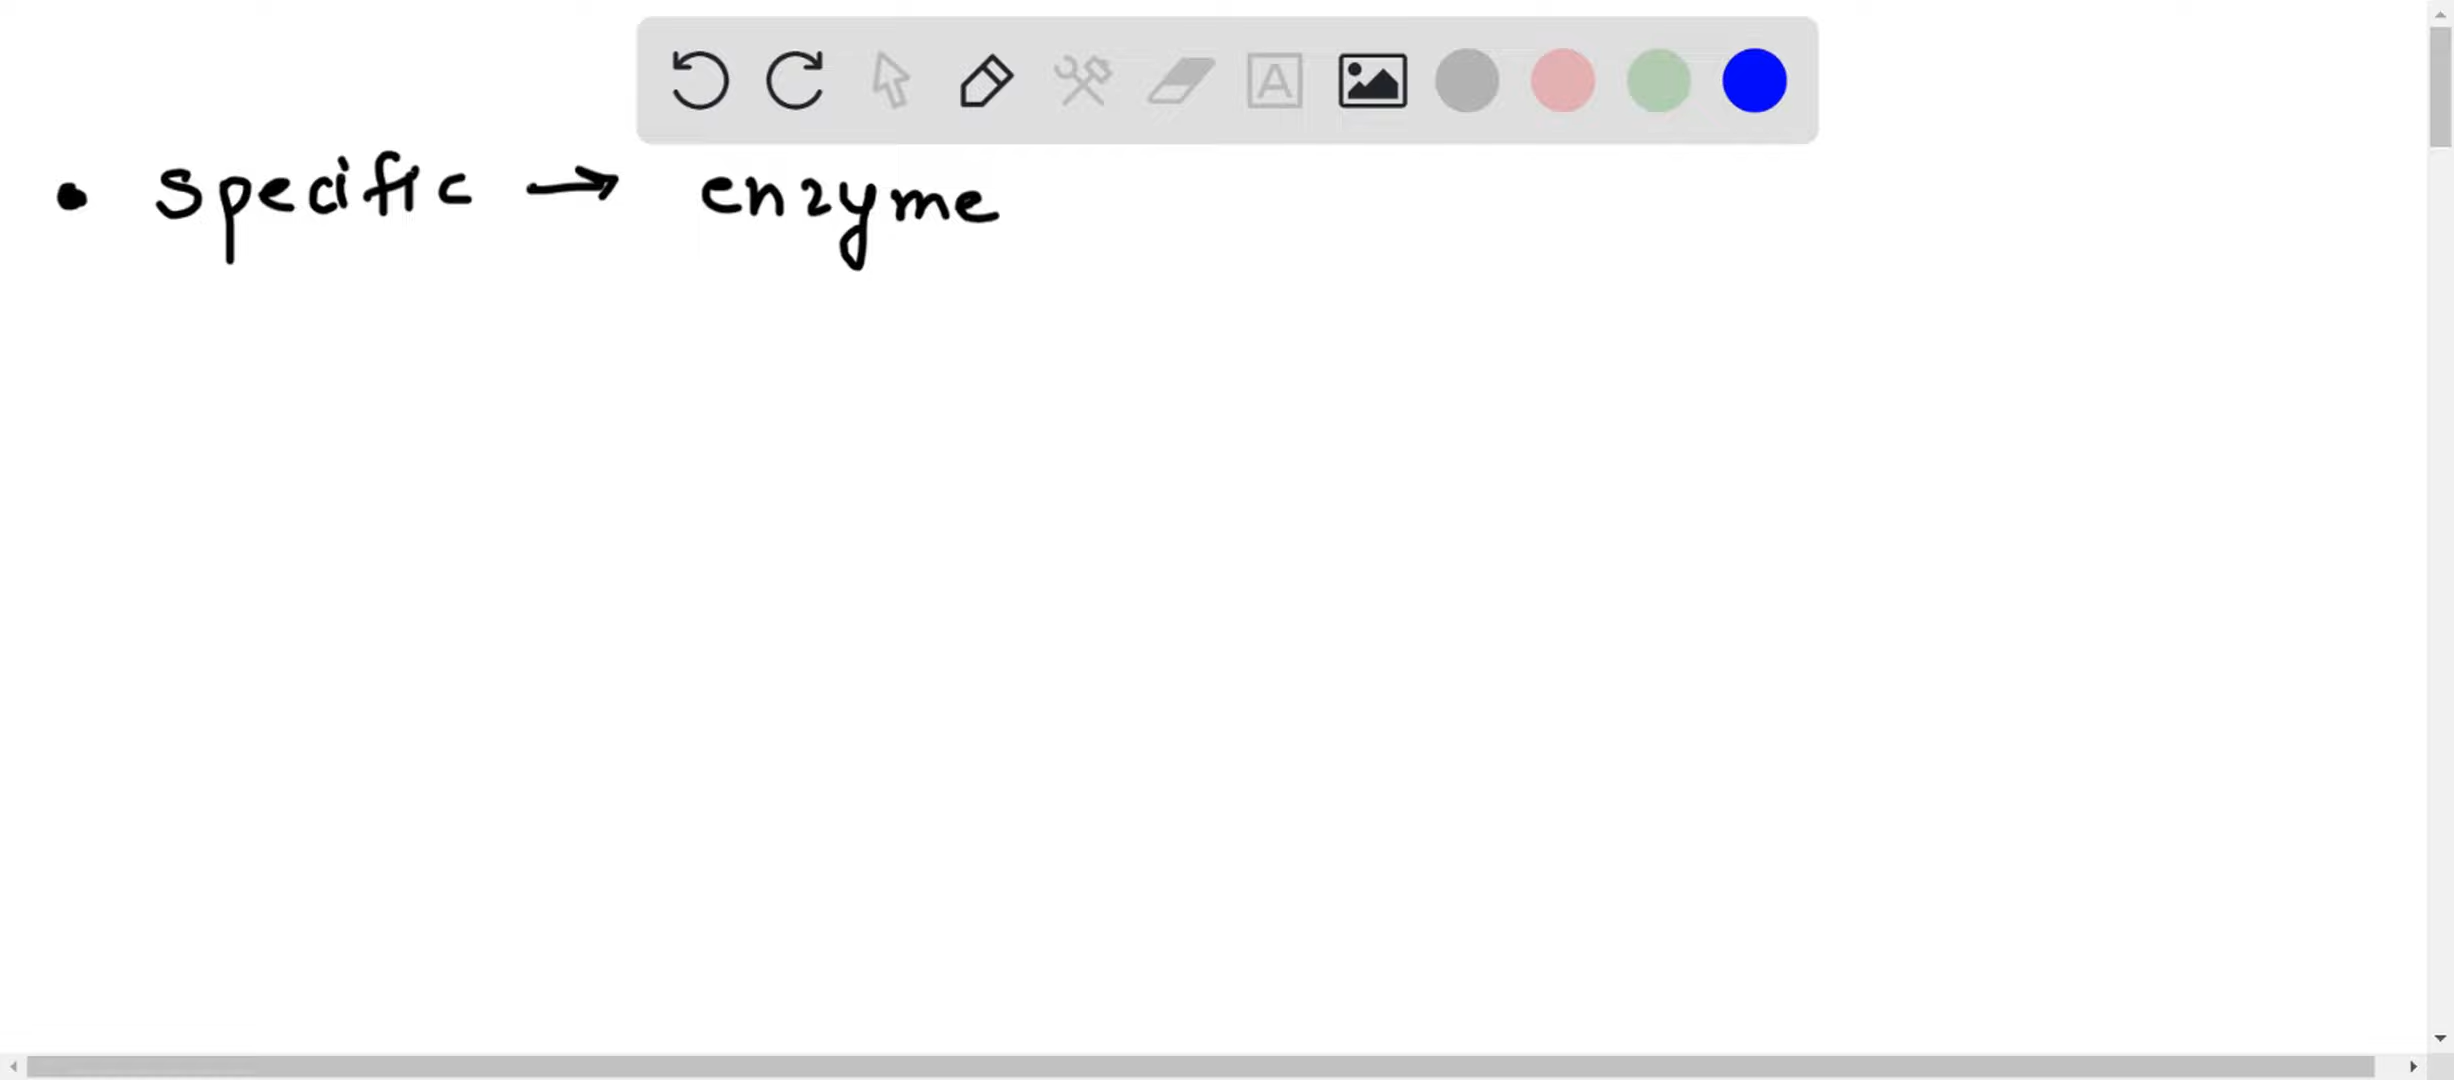 • specific → enzyme